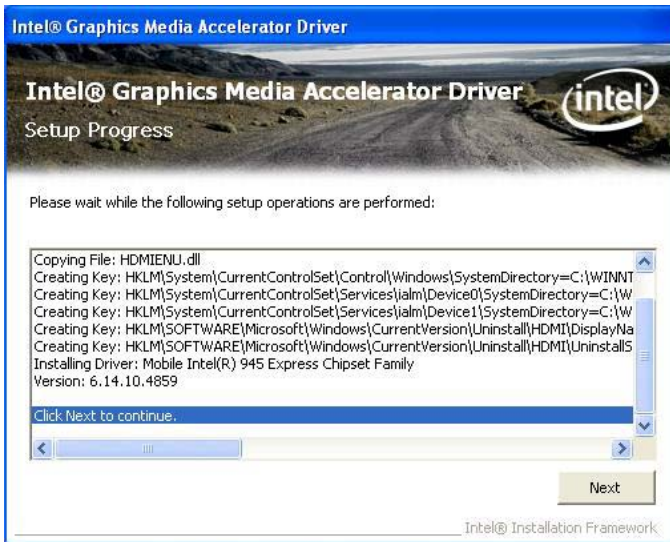 Intel® Graphics Media Accelerator Driver
Intel® Graphics Media Accelerator Driver
intel
Setup Progress
Please wait while the following setup operations are performed:
Copying File: HDMIENU.dll
Creating Key: HKLM\System\CurrentControlSet\Control\Windows\SystemDirectory=C:\WINNT
Creating Key: HKLM\System\CurrentControlSet\Services\ialm\Device0\SystemDirectory=C:\W
Creating Key: HKLM\System\CurrentControlSet\Services\ialm\Device1\SystemDirectory=C:\W
Creating Key: HKLM\SOFTWARE\Microsoft\Windows\CurrentVersion\Uninstall\HDMI\DisplayNa
Creating Key: HKLM\SOFTWARE\Microsoft\Windows\CurrentVersion\Uninstall\HDMI\UninstallS
Installing Driver: Mobile Intel(R) 945 Express Chipset Family
Version: 6.14.10.4859
Click Next to continue.
Next
Intel® Installation Framework